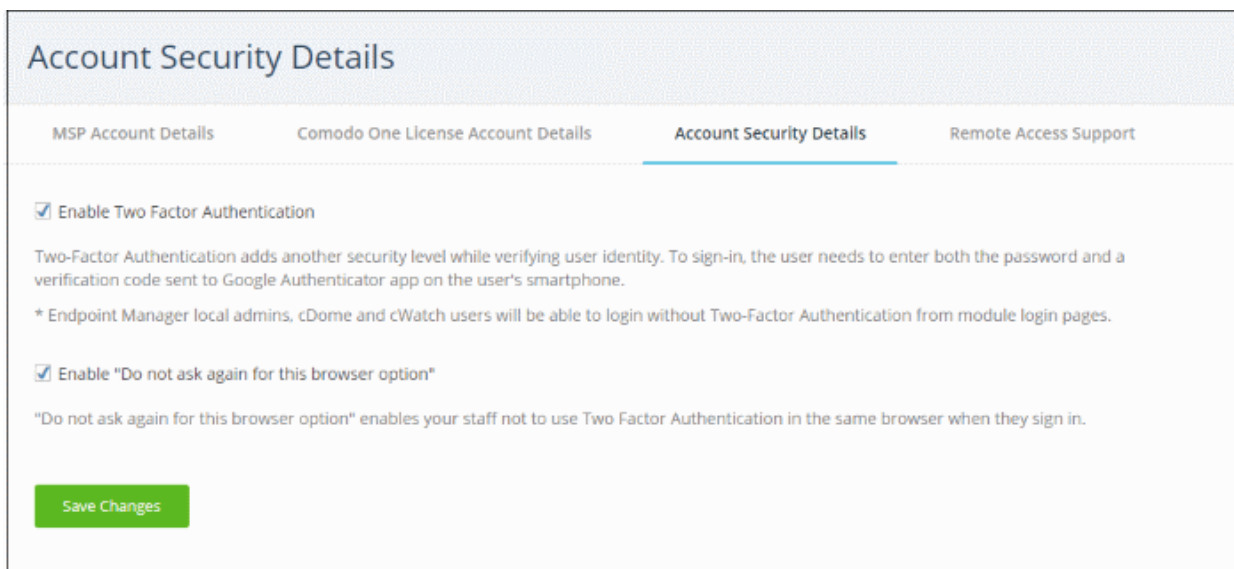 Account Security Details
MSP Account Details Comodo One License Account Details Account Security Details Remote Access Support
Enable Two Factor Authentication
Two-Factor Authentication adds another security level while verifying user identity. To sign-in, the user needs to enter both the password and a
verification code sent to Google Authenticator app on the user's smartphone.
* Endpoint Manager local admins, cDome and cWatch users will be able to login without Two-Factor Authentication from module login pages.
Enable "Do not ask again for this browser option"
"Do not ask again for this browser option" enables your staff not to use Two Factor Authentication in the same browser when they sign in.
Save Changes